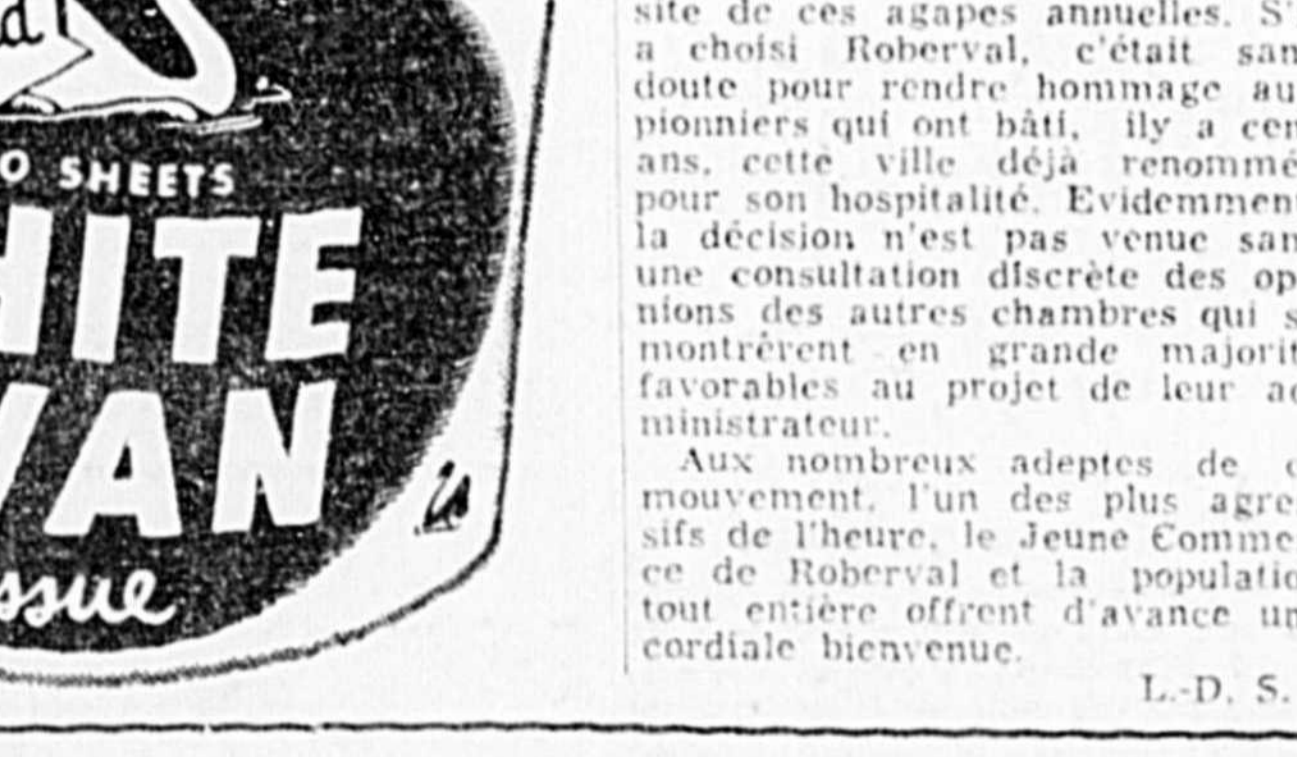 O SHEETS
HITE
WAN
ssue
site de ces agapes annuelles. S'
a choisi Roberval, c'était san
doute pour rendre hommage au
pionniers qui ont bâti, ily a cen
ans, cettè ville déjà renommé
pour son hospitalité. Evidemment
la décision n'est pas venue san
une consultation discrète des op
nions des autres chambres qui s
montrèrent en grande majorit
favorables au projet de leur ad
ministrateur.
Aux nombreux adeptes de c
mouvement, l'un des plus agres
sifs de l'heure, le Jeune Commer
ce de Roberval et la populatio
tout entière offrent d'avance un
cordiale bienvenue.
L.-D. S.